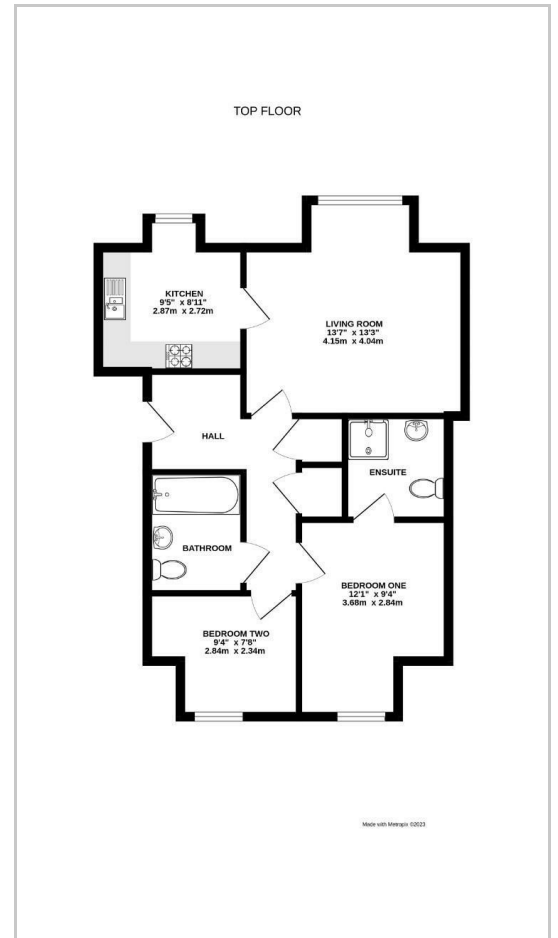 TOP FLOOR
KITCHEN
9'5" x 8'11"
2.87m x 2.72m
LIVING ROOM
13'7" x 13'3"
4.15m x 4.04m
HALL
ENSUITE
BATHROOM
BEDROOM ONE
12'1" x 9'4"
3.68m x 2.84m
BEDROOM TWO
9'4" x 7'8"
2.84m x 2.34m
Made with Metropix ©2023